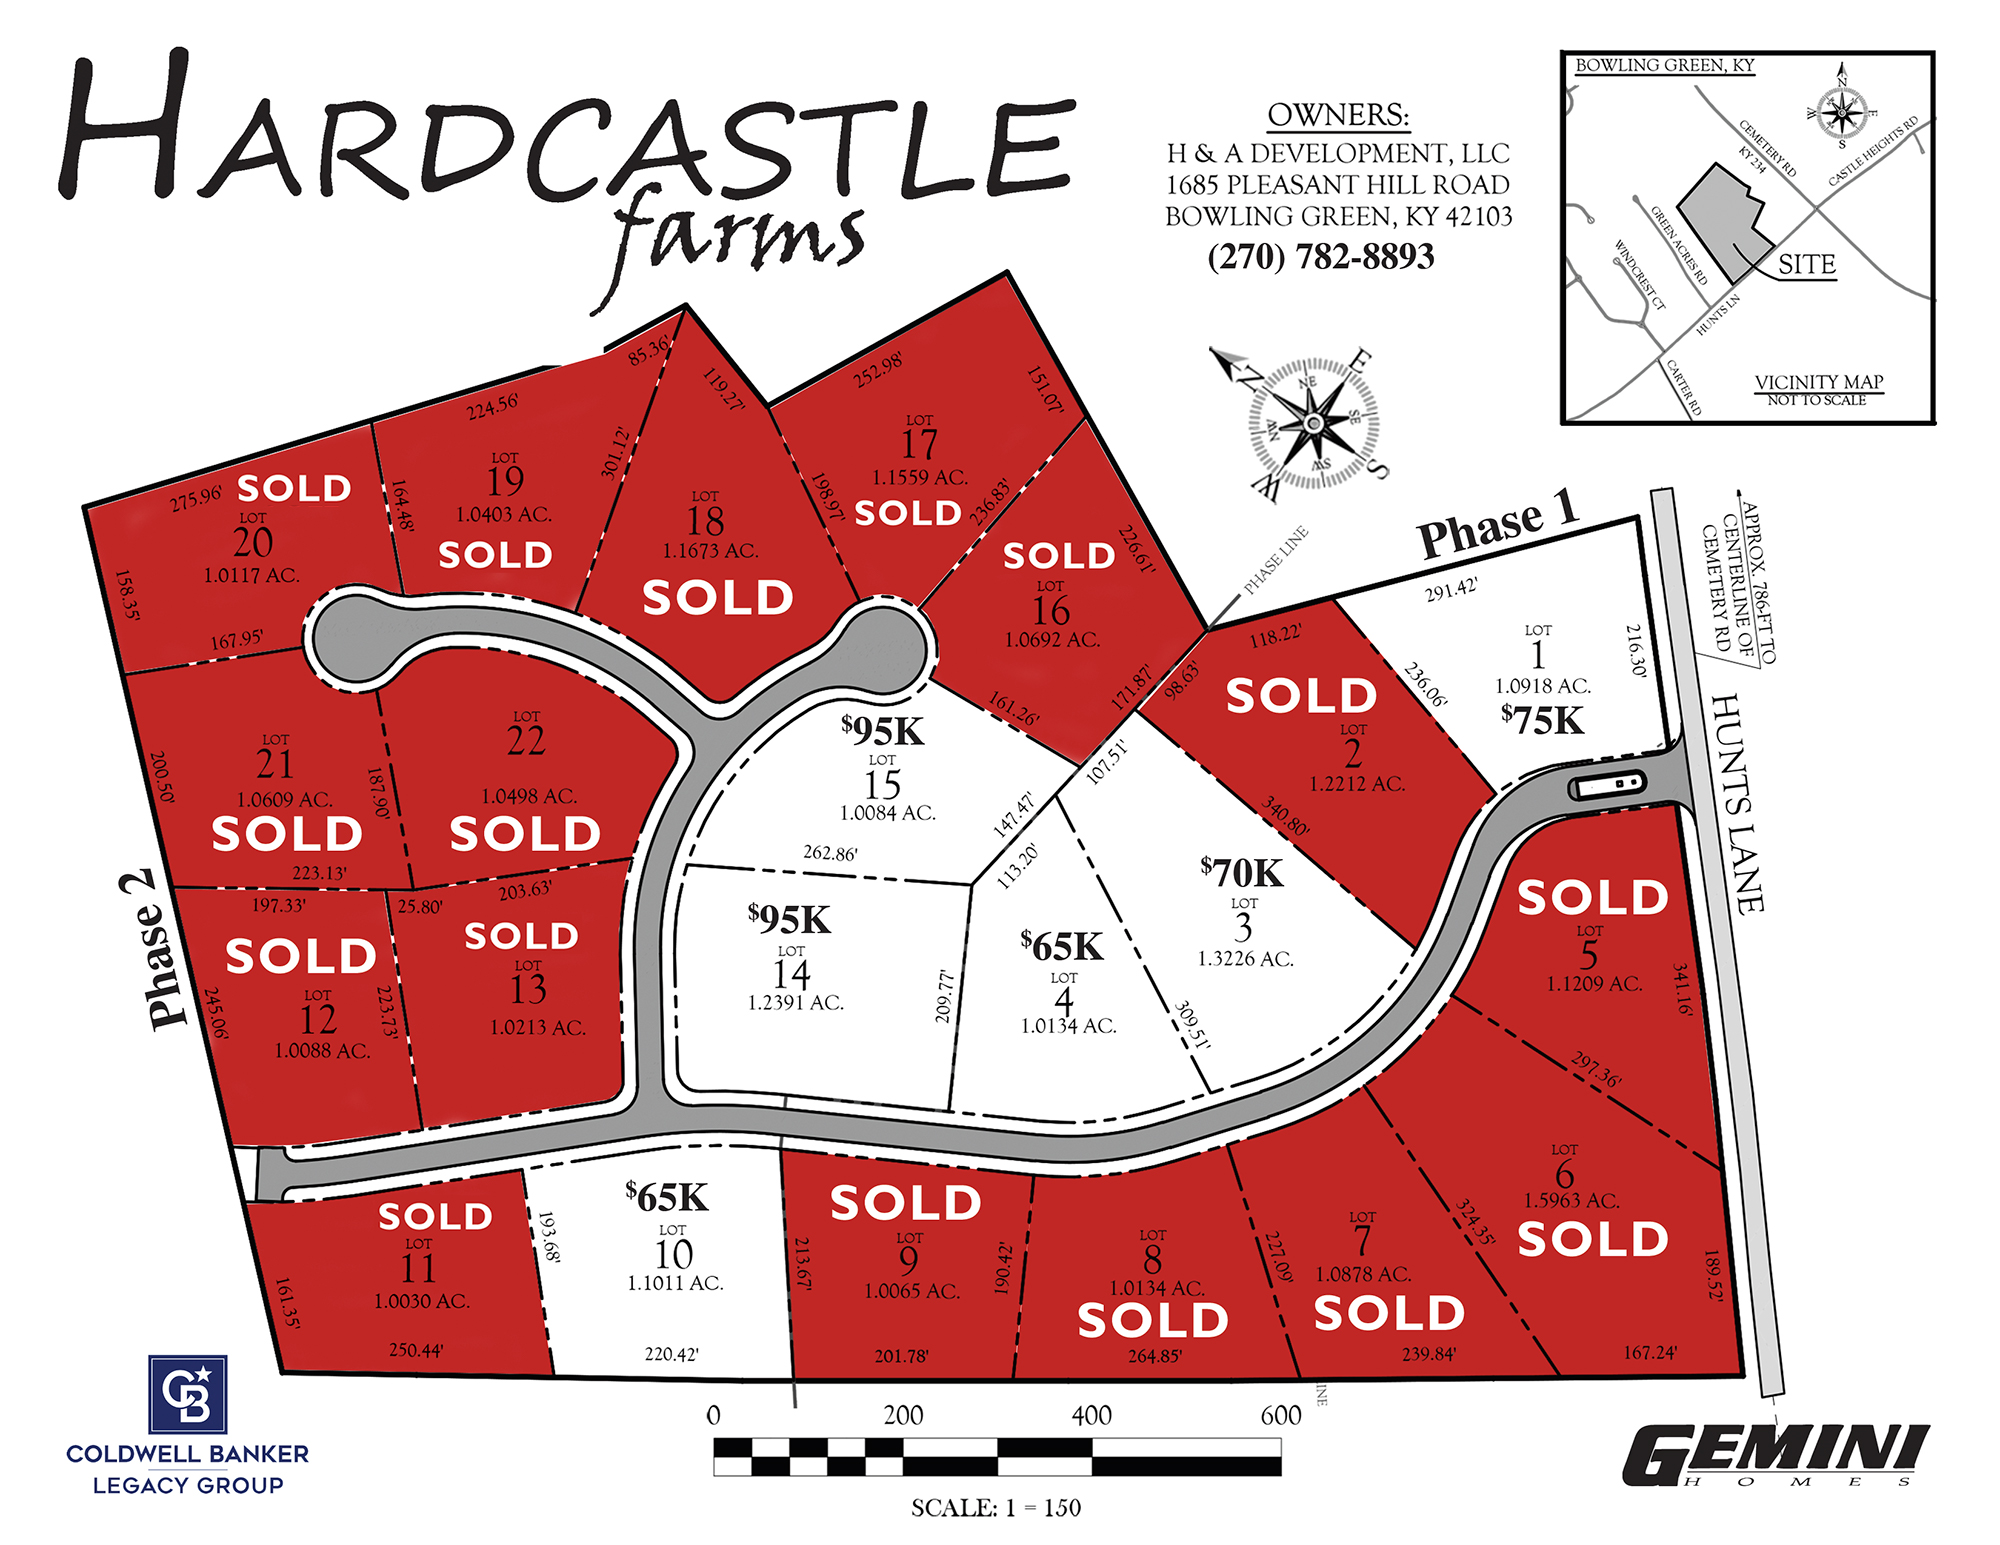 HARDCASTLE
farms
OWNERS:
H & A DEVELOPMENT, LLC
1685 PLEASANT HILL ROAD
BOWLING GREEN, KY 42103
(270) 782-8893
BOWLING GREEN, KY
N
E
S
W
CEMETERY RD
KY 234
CASTLE HEIGHTS RD
GREEN ACRES RD
WINDCREST CT
HUNTS LN
CARTER RD
SITE
VICINITY MAP
NOT TO SCALE
N
NE
E
SE
S
SW
W
NW
PHASE LINE
Phase 1
APPROX. 786-FT TO
CENTERLINE OF
CEMETERY RD
HUNTS LANE
Phase 2
275.96'
SOLD
LOT
20
1.0117 AC.
158.35'
167.95'
224.56'
85.36'
164.48'
LOT
19
1.0403 AC.
SOLD
301.12'
119.27'
LOT
18
1.1673 AC.
SOLD
198.97'
252.98'
151.07'
LOT
17
1.1559 AC.
SOLD
236.83'
SOLD
LOT
16
1.0692 AC.
226.61'
161.26'
171.87'
98.63'
118.22'
SOLD
LOT
2
1.2212 AC.
236.06'
340.80'
291.42'
216.30'
LOT
1
1.0918 AC.
$75K
200.50'
LOT
21
1.0609 AC.
SOLD
223.13'
187.90'
LOT
22
1.0498 AC.
SOLD
203.63'
$95K
LOT
15
1.0084 AC.
262.86'
147.47'
107.51'
113.20'
197.33'
25.80'
SOLD
LOT
12
1.0088 AC.
245.06'
223.73'
SOLD
LOT
13
1.0213 AC.
$95K
LOT
14
1.2391 AC.
209.77'
$65K
LOT
4
1.0134 AC.
309.51'
$70K
LOT
3
1.3226 AC.
SOLD
LOT
5
1.1209 AC.
341.16'
297.36'
LOT
6
1.5963 AC.
SOLD
324.35'
189.52'
167.24'
SOLD
LOT
11
1.0030 AC.
161.35'
250.44'
193.68'
$65K
LOT
10
1.1011 AC.
220.42'
213.67'
SOLD
LOT
9
1.0065 AC.
190.42'
201.78'
LOT
8
1.0134 AC.
SOLD
264.85'
227.09'
LOT
7
1.0878 AC.
SOLD
239.84'
INE
0 200 400 600
SCALE: 1 = 150
CB
COLDWELL BANKER
LEGACY GROUP
GEMINI
HOMES